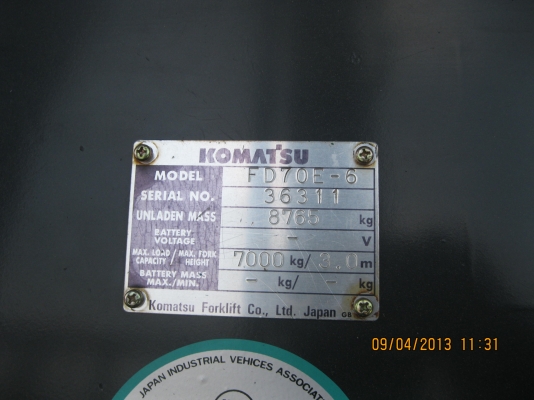 KOMATSU
MODEL FD70E-6
SERIAL NO. 36311
UNLADEN MASS 8765 kg
BATTERY VOLTAGE - V
MAX. LOAD / MAX. FORK CAPACITY / HEIGHT 7000 kg/ 3.0 m
BATTERY MASS MAX./MIN. - kg/ - kg
Komatsu Forklift Co., Ltd. Japan GB
09/04/2013 11:31
JAPAN INDUSTRIAL VEHICES ASSOCIAT